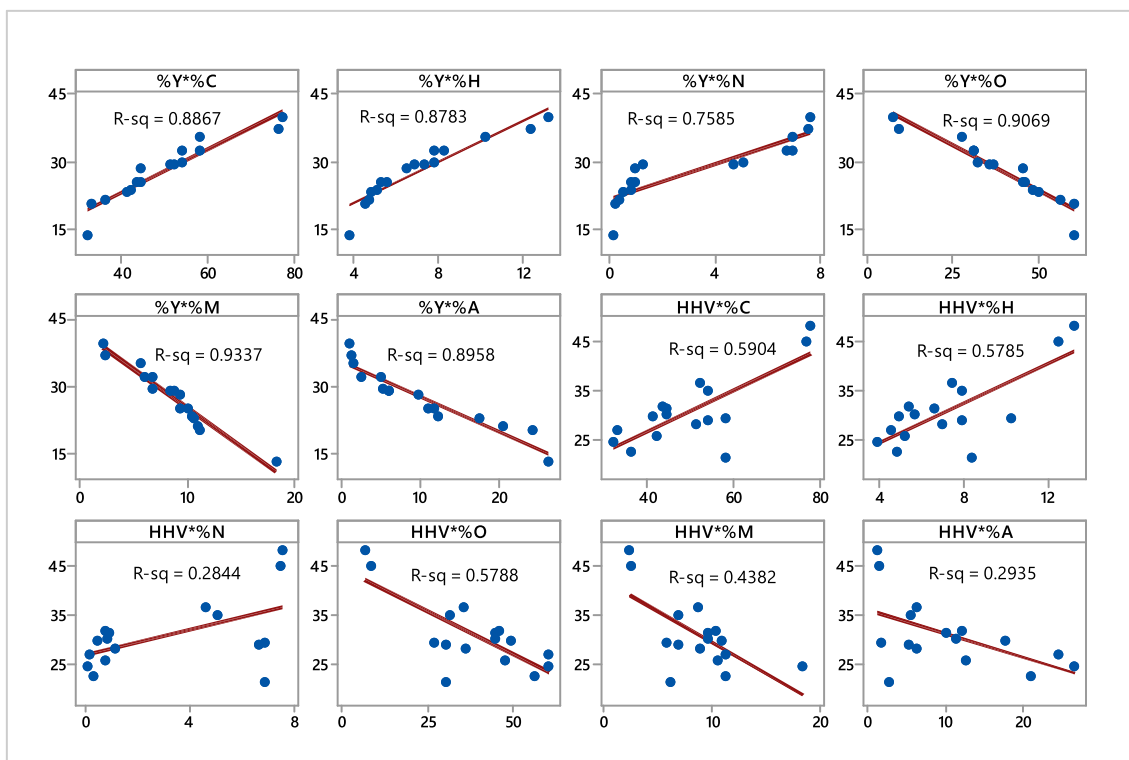 %Y*%C %Y*%H %Y*%N %Y*%O
45 45 45 45
R-sq = 0.8867 R-sq = 0.8783 R-sq = 0.7585 R-sq = 0.9069
30 30 30 30
15 15 15 15
40 60 80 4 8 12 0 4 8 0 25 50
%Y*%M %Y*%A HHV*%C HHV*%H
45 45 45 45
R-sq = 0.9337 R-sq = 0.8958 R-sq = 0.5904 R-sq = 0.5785
30 30 35 35
15 15 25 25
0 10 20 0 10 20 40 60 80 4 8 12
HHV*%N HHV*%O HHV*%M HHV*%A
45 45 45 45
R-sq = 0.2844 R-sq = 0.5788 R-sq = 0.4382 R-sq = 0.2935
35 35 35 35
25 25 25 25
0 4 8 0 25 50 0 10 20 0 10 20